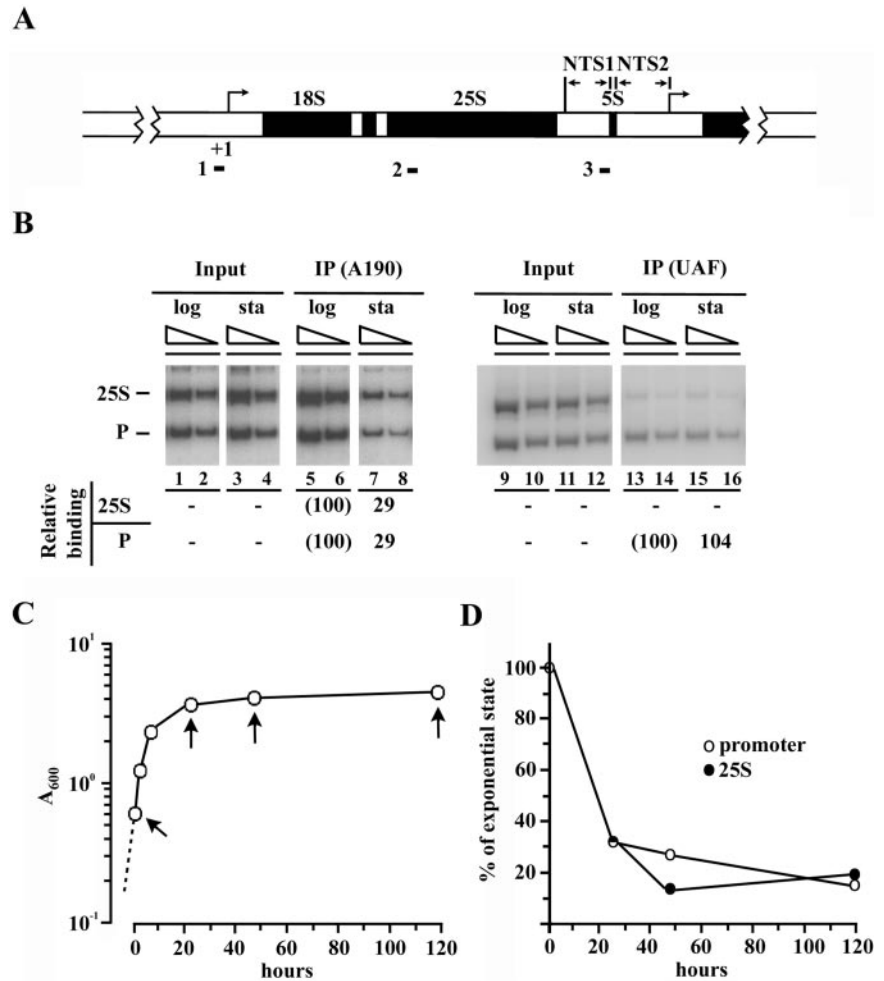 A
NTS1 NTS2
18S 25S 5S
+1
1 2 3
B
Input IP (A190) Input IP (UAF)
log sta log sta log sta log sta
25S
P
1 2 3 4 5 6 7 8 9 10 11 12 13 14 15 16
Relative binding
25S - - (100) 29 - - - -
P - - (100) 29 - - (100) 104
C
10¹
10⁰
10⁻¹
A₆₀₀
0 20 40 60 80 100 120
hours
D
100
80
60
40
20
% of exponential state
promoter
25S
0 20 40 60 80 100 120
hours